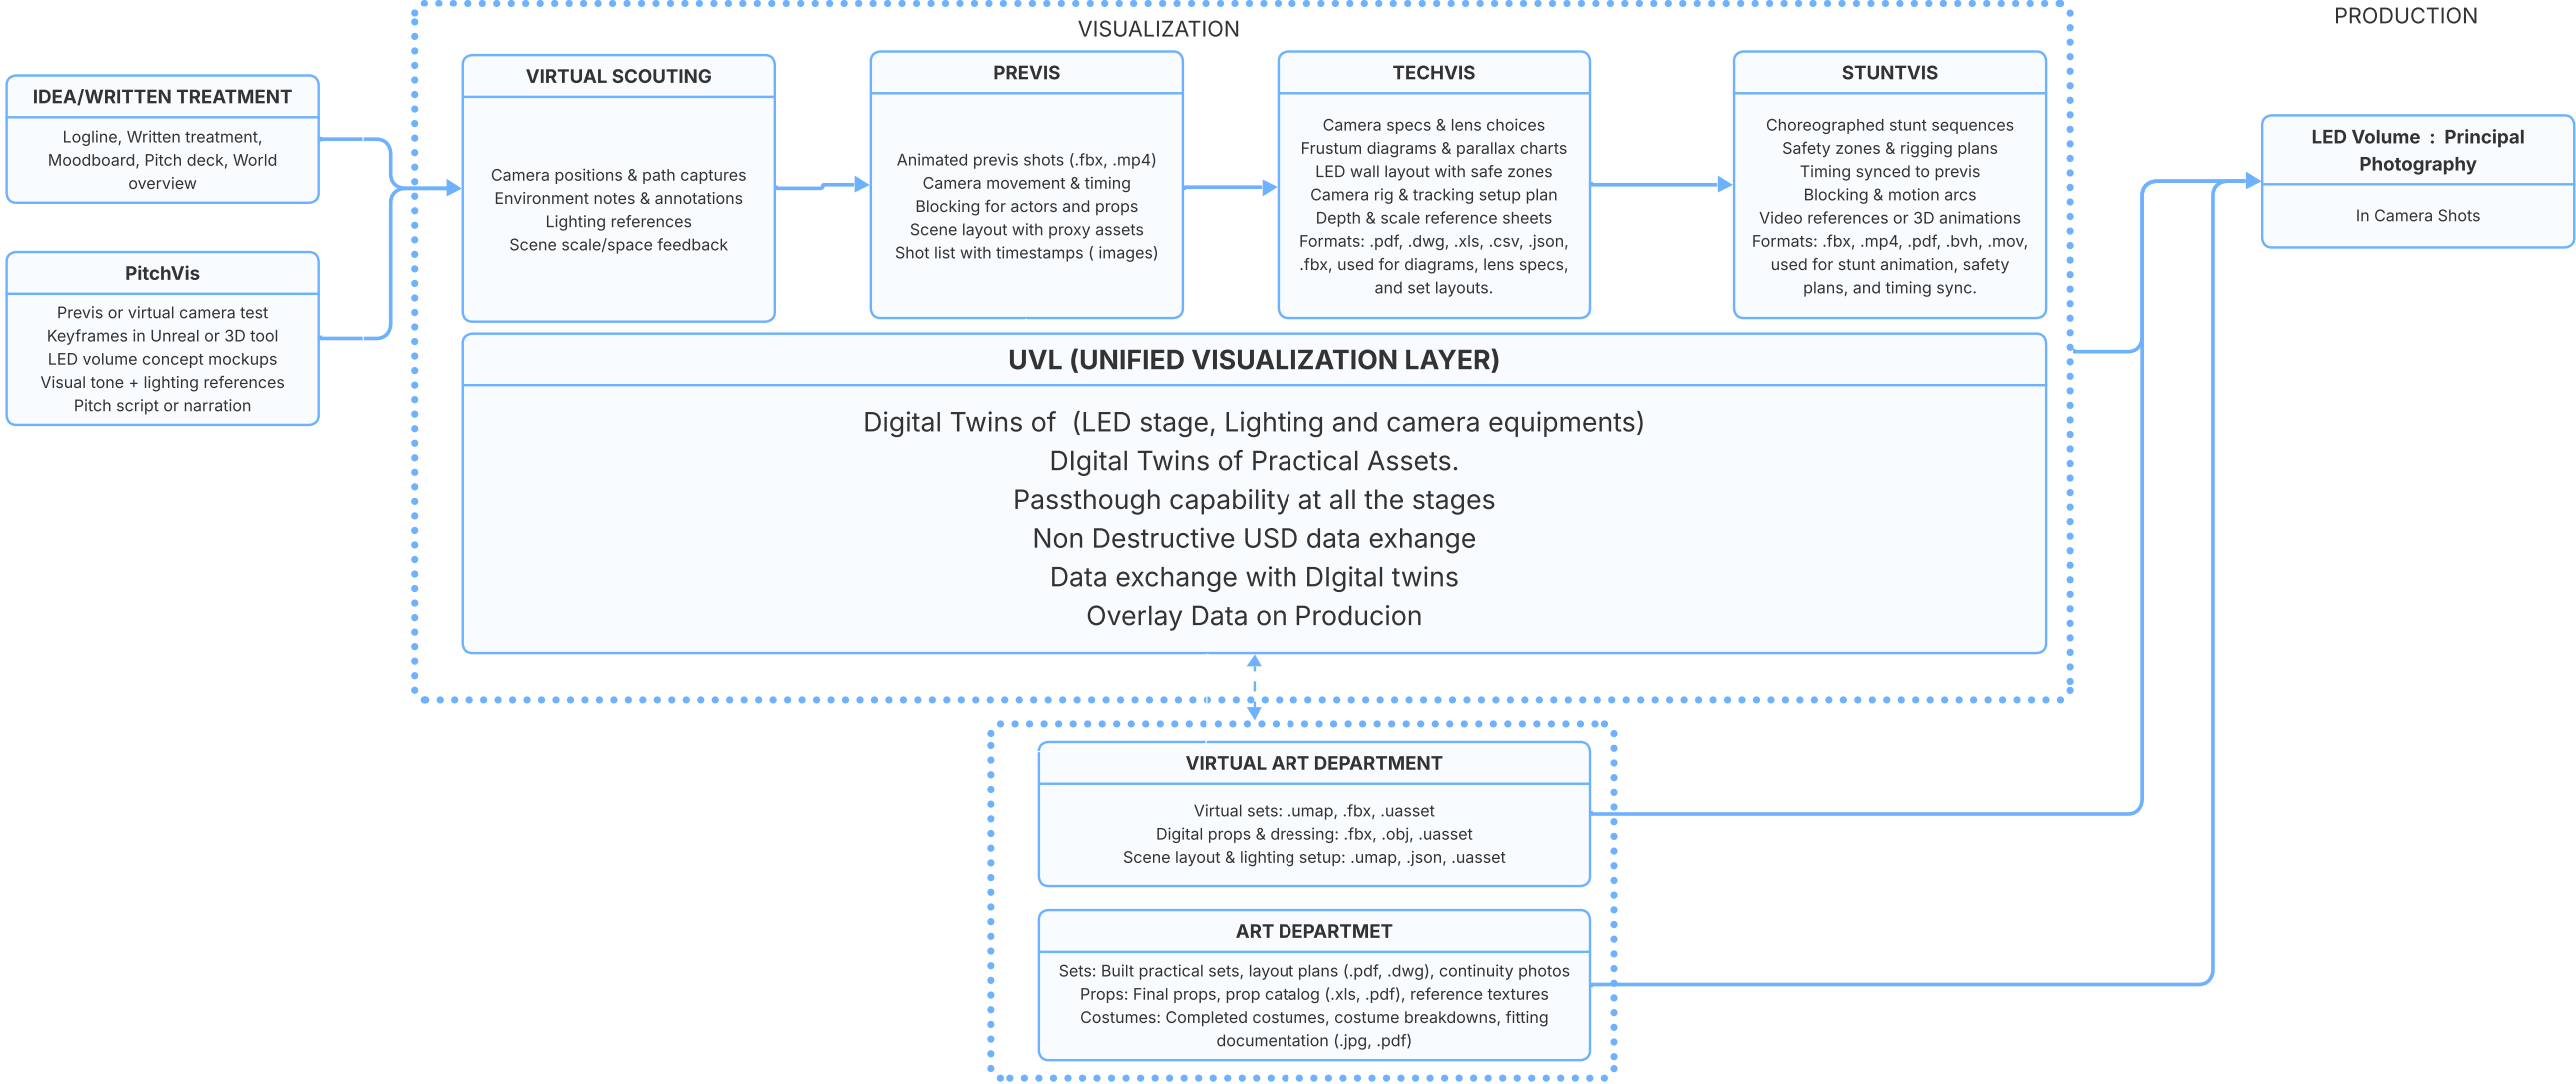 VISUALIZATION
PRODUCTION
IDEA/WRITTEN TREATMENT
Logline, Written treatment,
Moodboard, Pitch deck, World
overview
PitchVis
Previs or virtual camera test
Keyframes in Unreal or 3D tool
LED volume concept mockups
Visual tone + lighting references
Pitch script or narration
VIRTUAL SCOUTING
Camera positions & path captures
Environment notes & annotations
Lighting references
Scene scale/space feedback
PREVIS
Animated previs shots (.fbx, .mp4)
Camera movement & timing
Blocking for actors and props
Scene layout with proxy assets
Shot list with timestamps ( images)
TECHVIS
Camera specs & lens choices
Frustum diagrams & parallax charts
LED wall layout with safe zones
Camera rig & tracking setup plan
Depth & scale reference sheets
Formats: .pdf, .dwg, .xls, .csv, .json,
.fbx, used for diagrams, lens specs,
and set layouts.
STUNTVIS
Choreographed stunt sequences
Safety zones & rigging plans
Timing synced to previs
Blocking & motion arcs
Video references or 3D animations
Formats: .fbx, .mp4, .pdf, .bvh, .mov,
used for stunt animation, safety
plans, and timing sync.
LED Volume : Principal
Photography
In Camera Shots
UVL (UNIFIED VISUALIZATION LAYER)
Digital Twins of  (LED stage, Lighting and camera equipments)
DIgital Twins of Practical Assets.
Passthough capability at all the stages
Non Destructive USD data exhange
Data exchange with DIgital twins
Overlay Data on Producion
VIRTUAL ART DEPARTMENT
Virtual sets: .umap, .fbx, .uasset
Digital props & dressing: .fbx, .obj, .uasset
Scene layout & lighting setup: .umap, .json, .uasset
ART DEPARTMET
Sets: Built practical sets, layout plans (.pdf, .dwg), continuity photos
Props: Final props, prop catalog (.xls, .pdf), reference textures
Costumes: Completed costumes, costume breakdowns, fitting
documentation (.jpg, .pdf)